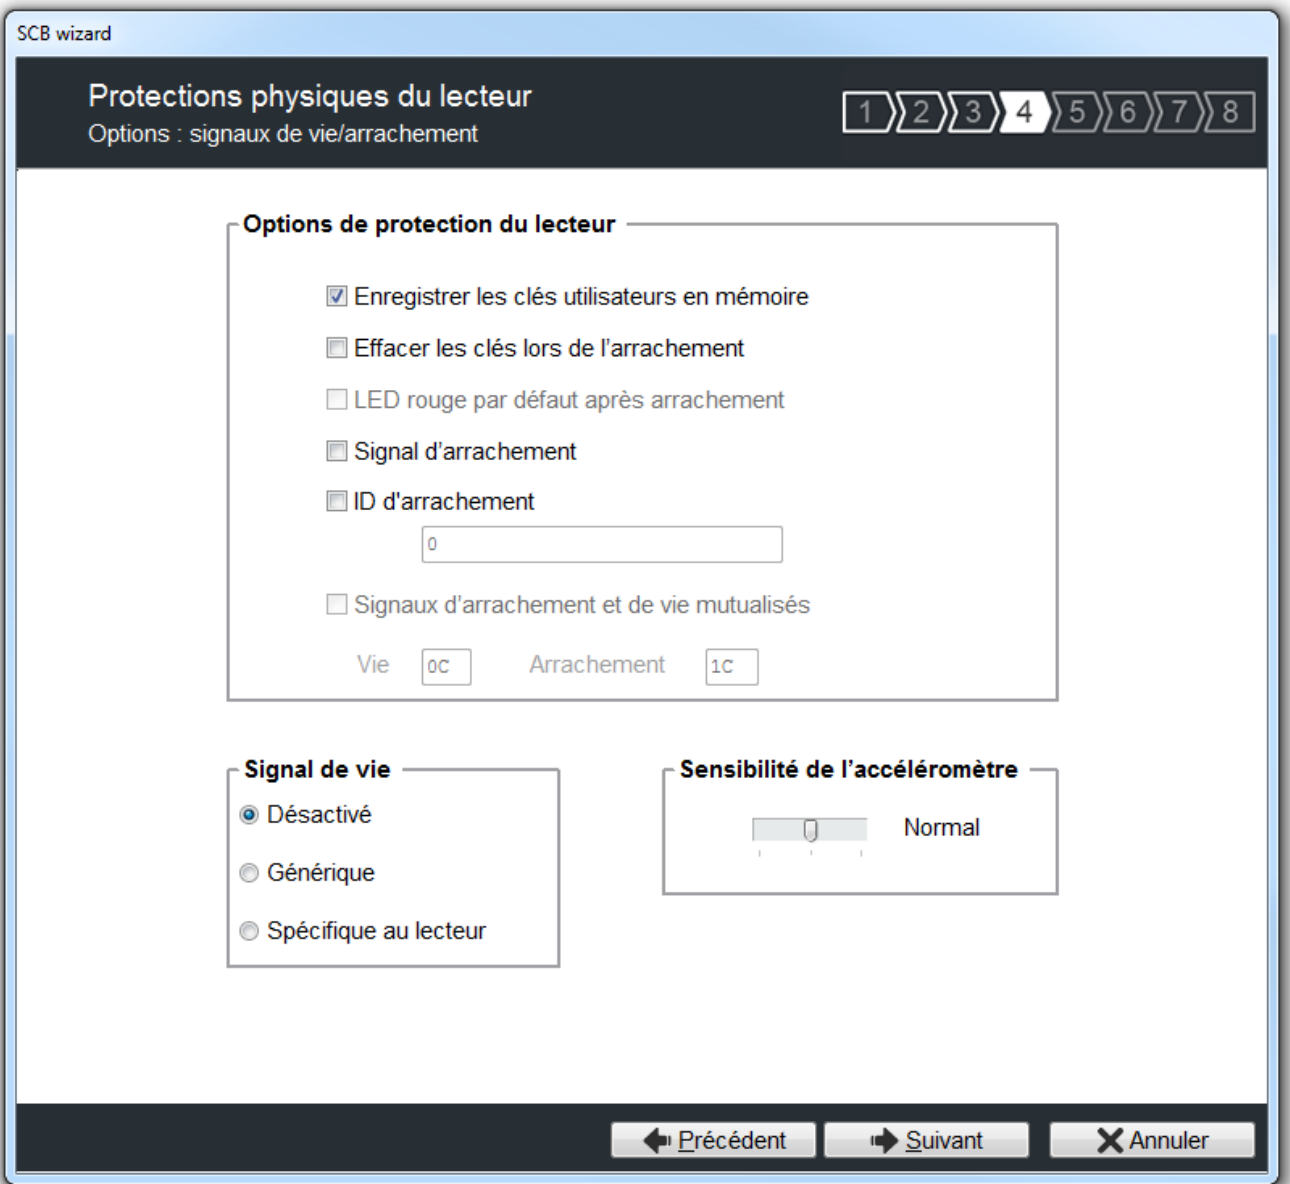 SCB wizard
Protections physiques du lecteur
Options : signaux de vie/arrachement
1 2 3 4 5 6 7 8
Options de protection du lecteur
Enregistrer les clés utilisateurs en mémoire
Effacer les clés lors de l’arrachement
LED rouge par défaut après arrachement
Signal d’arrachement
ID d'arrachement
0
Signaux d’arrachement et de vie mutualisés
Vie 0C Arrachement 1C
Signal de vie
Désactivé
Générique
Spécifique au lecteur
Sensibilité de l’accéléromètre
Normal
Précédent Suivant Annuler